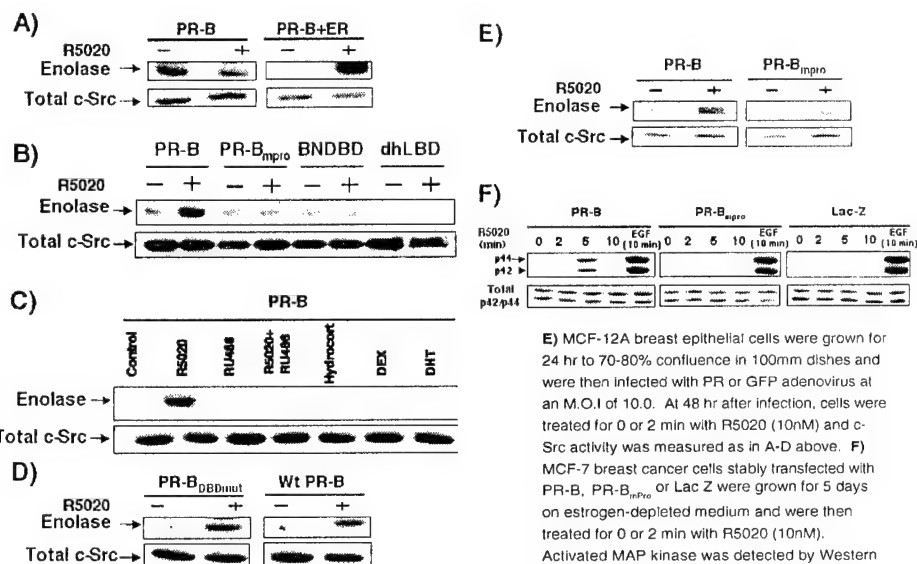 A)
PR-B PR-B+ER
R5020 − + − +
Enolase
Total c-Src
B)
PR-B PR-Bmpro BNDBD dhLBD
R5020 − + − + − + − +
Enolase
Total c-Src
C)
PR-B
Control R5020 RU486 R5020+ RU486 Hydrocort DEX DHT
Enolase
Total c-Src
D)
PR-BDBDmut Wt PR-B
R5020 − + − +
Enolase
Total c-Src
E)
PR-B PR-Bmpro
R5020 − + − +
Enolase
Total c-Src
F)
PR-B PR-Bmpro Lac-Z
R5020 (min) 0 2 5 10 EGF (10 min) 0 2 5 10 EGF (10 min) 0 2 5 10 EGF (10 min)
p44
p42
Total p42/p44
E) MCF-12A breast epithelial cells were grown for
24 hr to 70-80% confluence in 100mm dishes and
were then infected with PR or GFP adenovirus at
an M.O.I of 10.0. At 48 hr after infection, cells were
treated for 0 or 2 min with R5020 (10nM) and c-
Src activity was measured as in A-D above. F)
MCF-7 breast cancer cells stably transfected with
PR-B, PR-BmPro or Lac Z were grown for 5 days
on estrogen-depleted medium and were then
treated for 0 or 2 min with R5020 (10nM).
Activated MAP kinase was detected by Western